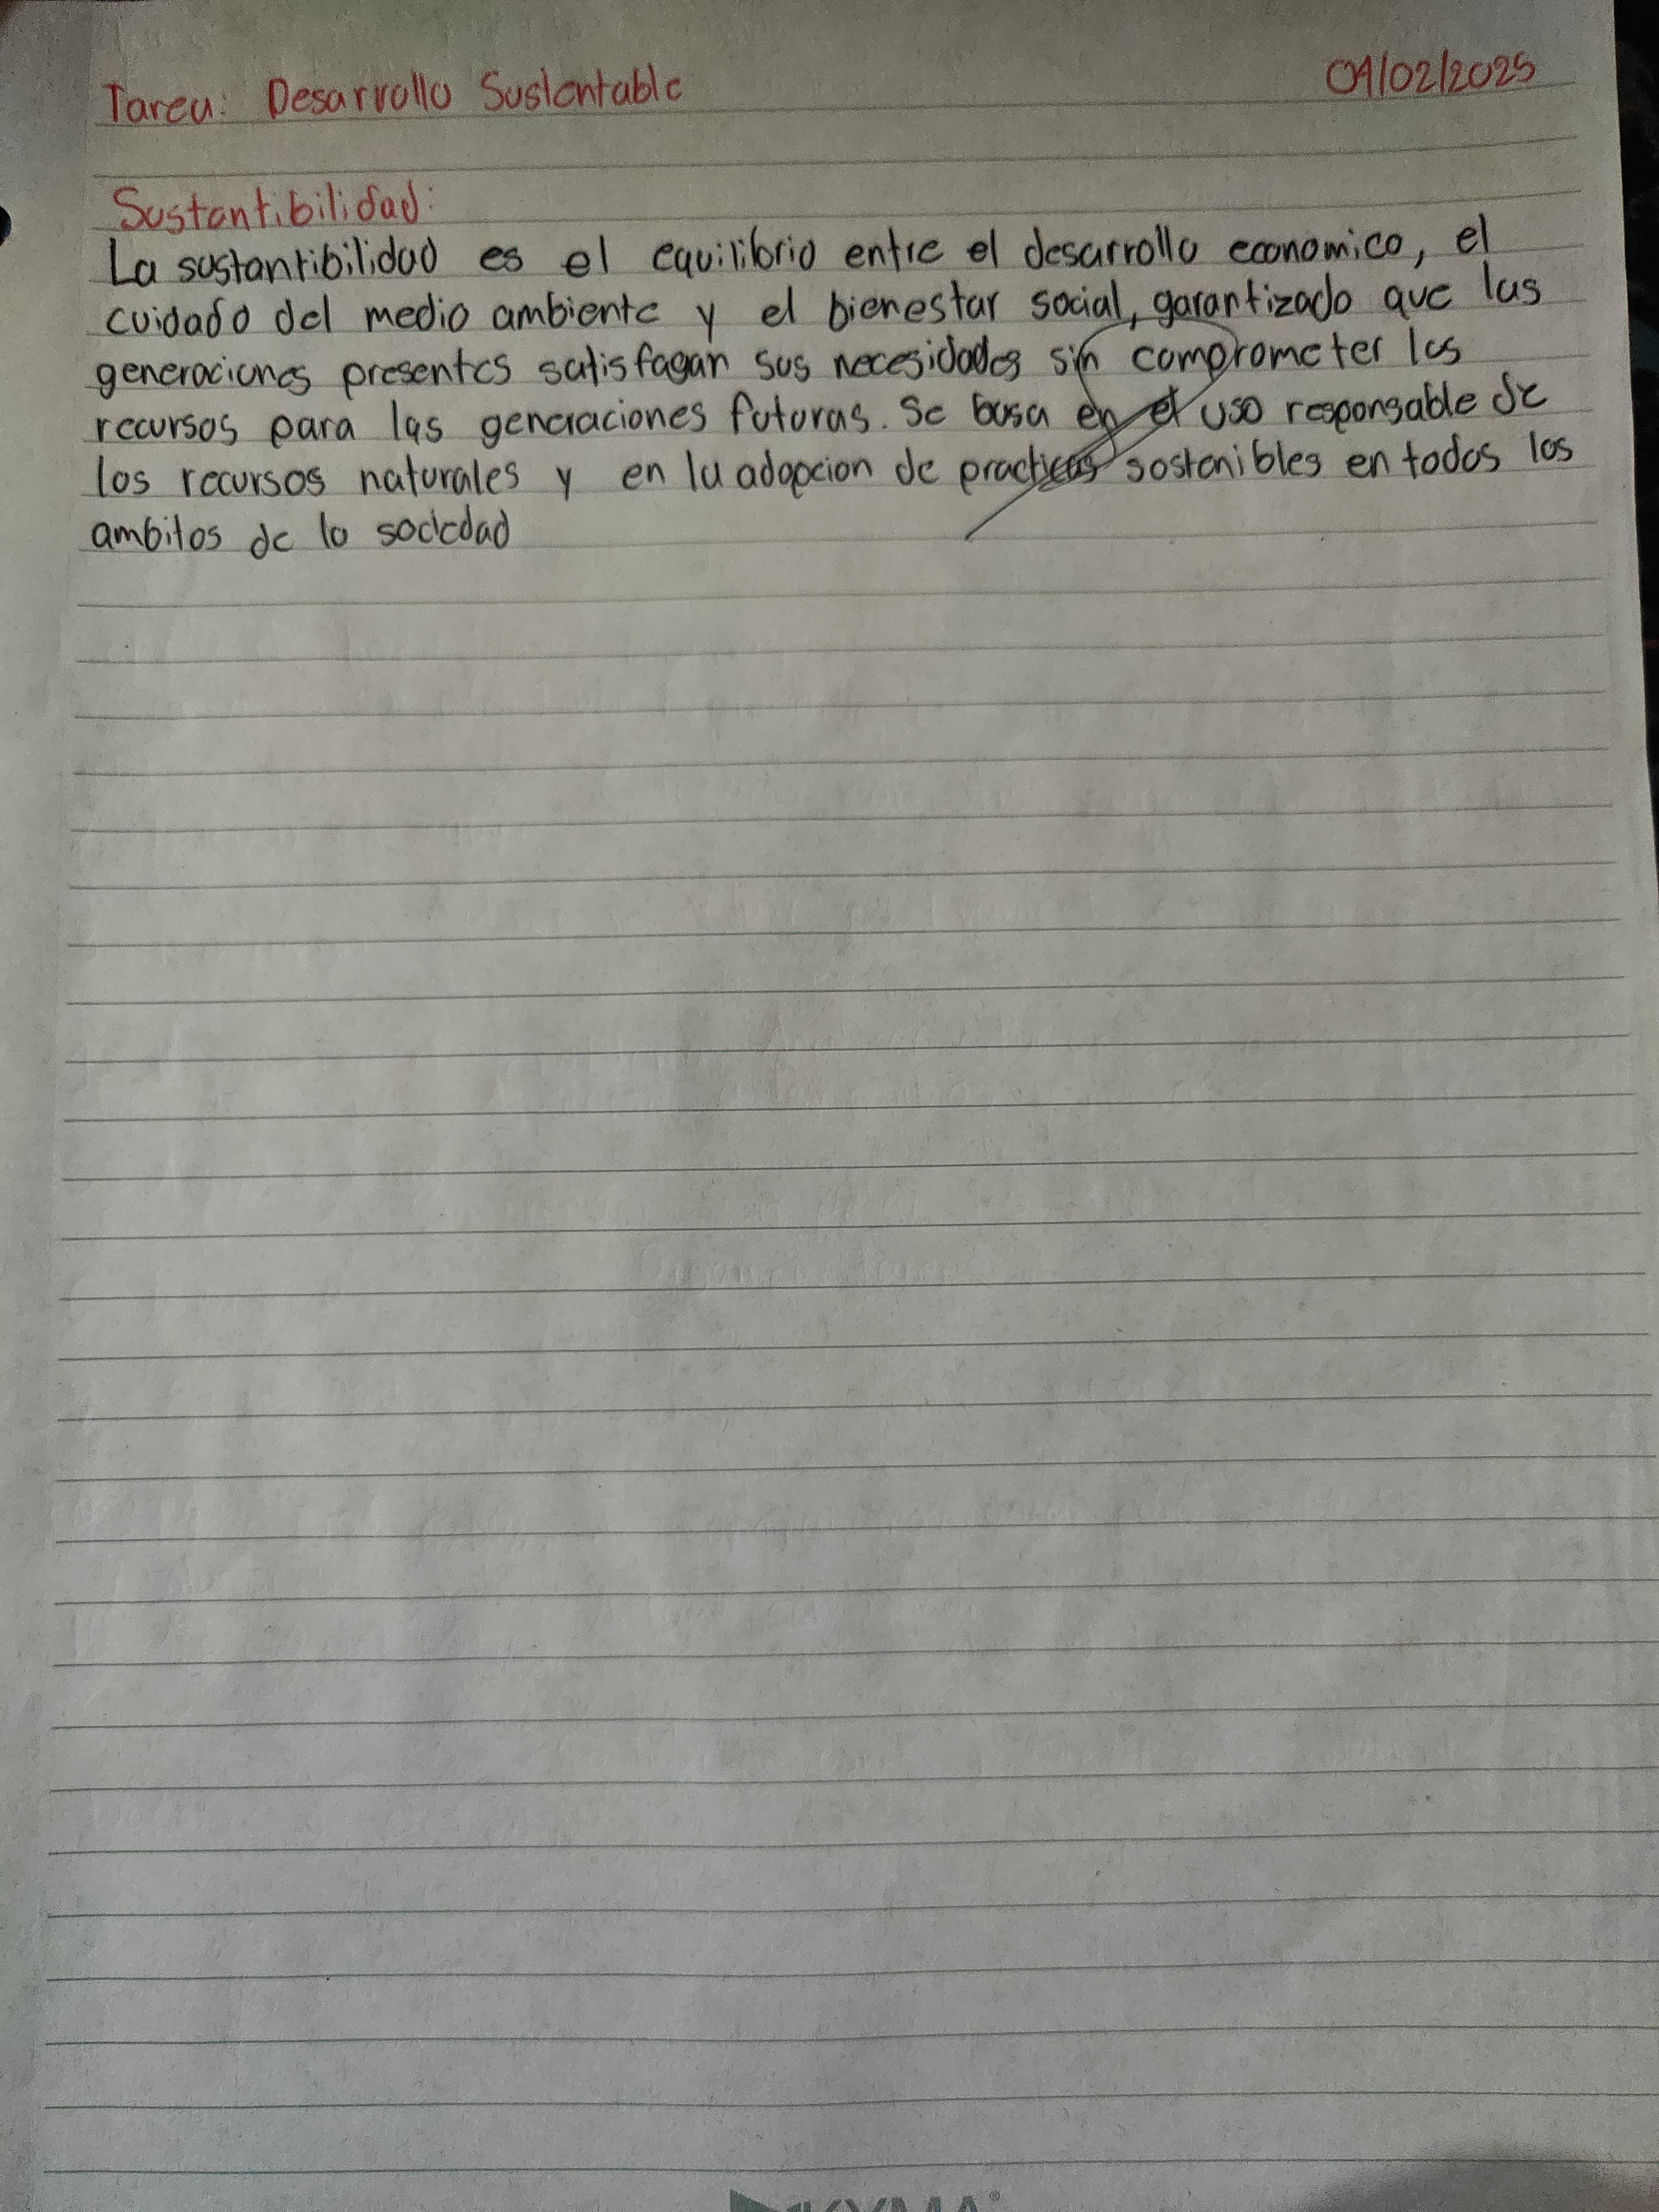 Tarea: Desarrollo Sustentable 04/02/2025
Sustantibilidad:
La sustantibilidad es el equilibrio entre el desarrollo economico, el
cuidado del medio ambiente y el bienestar social, garantizado que las
generaciones presentes satisfagan sus necesidades sin comprometer los
recursos para las generaciones futuras. Se busa en el uso responsable de
los recursos naturales y en la adopcion de practicas sostenibles en todos los
ambitos de la sociedad